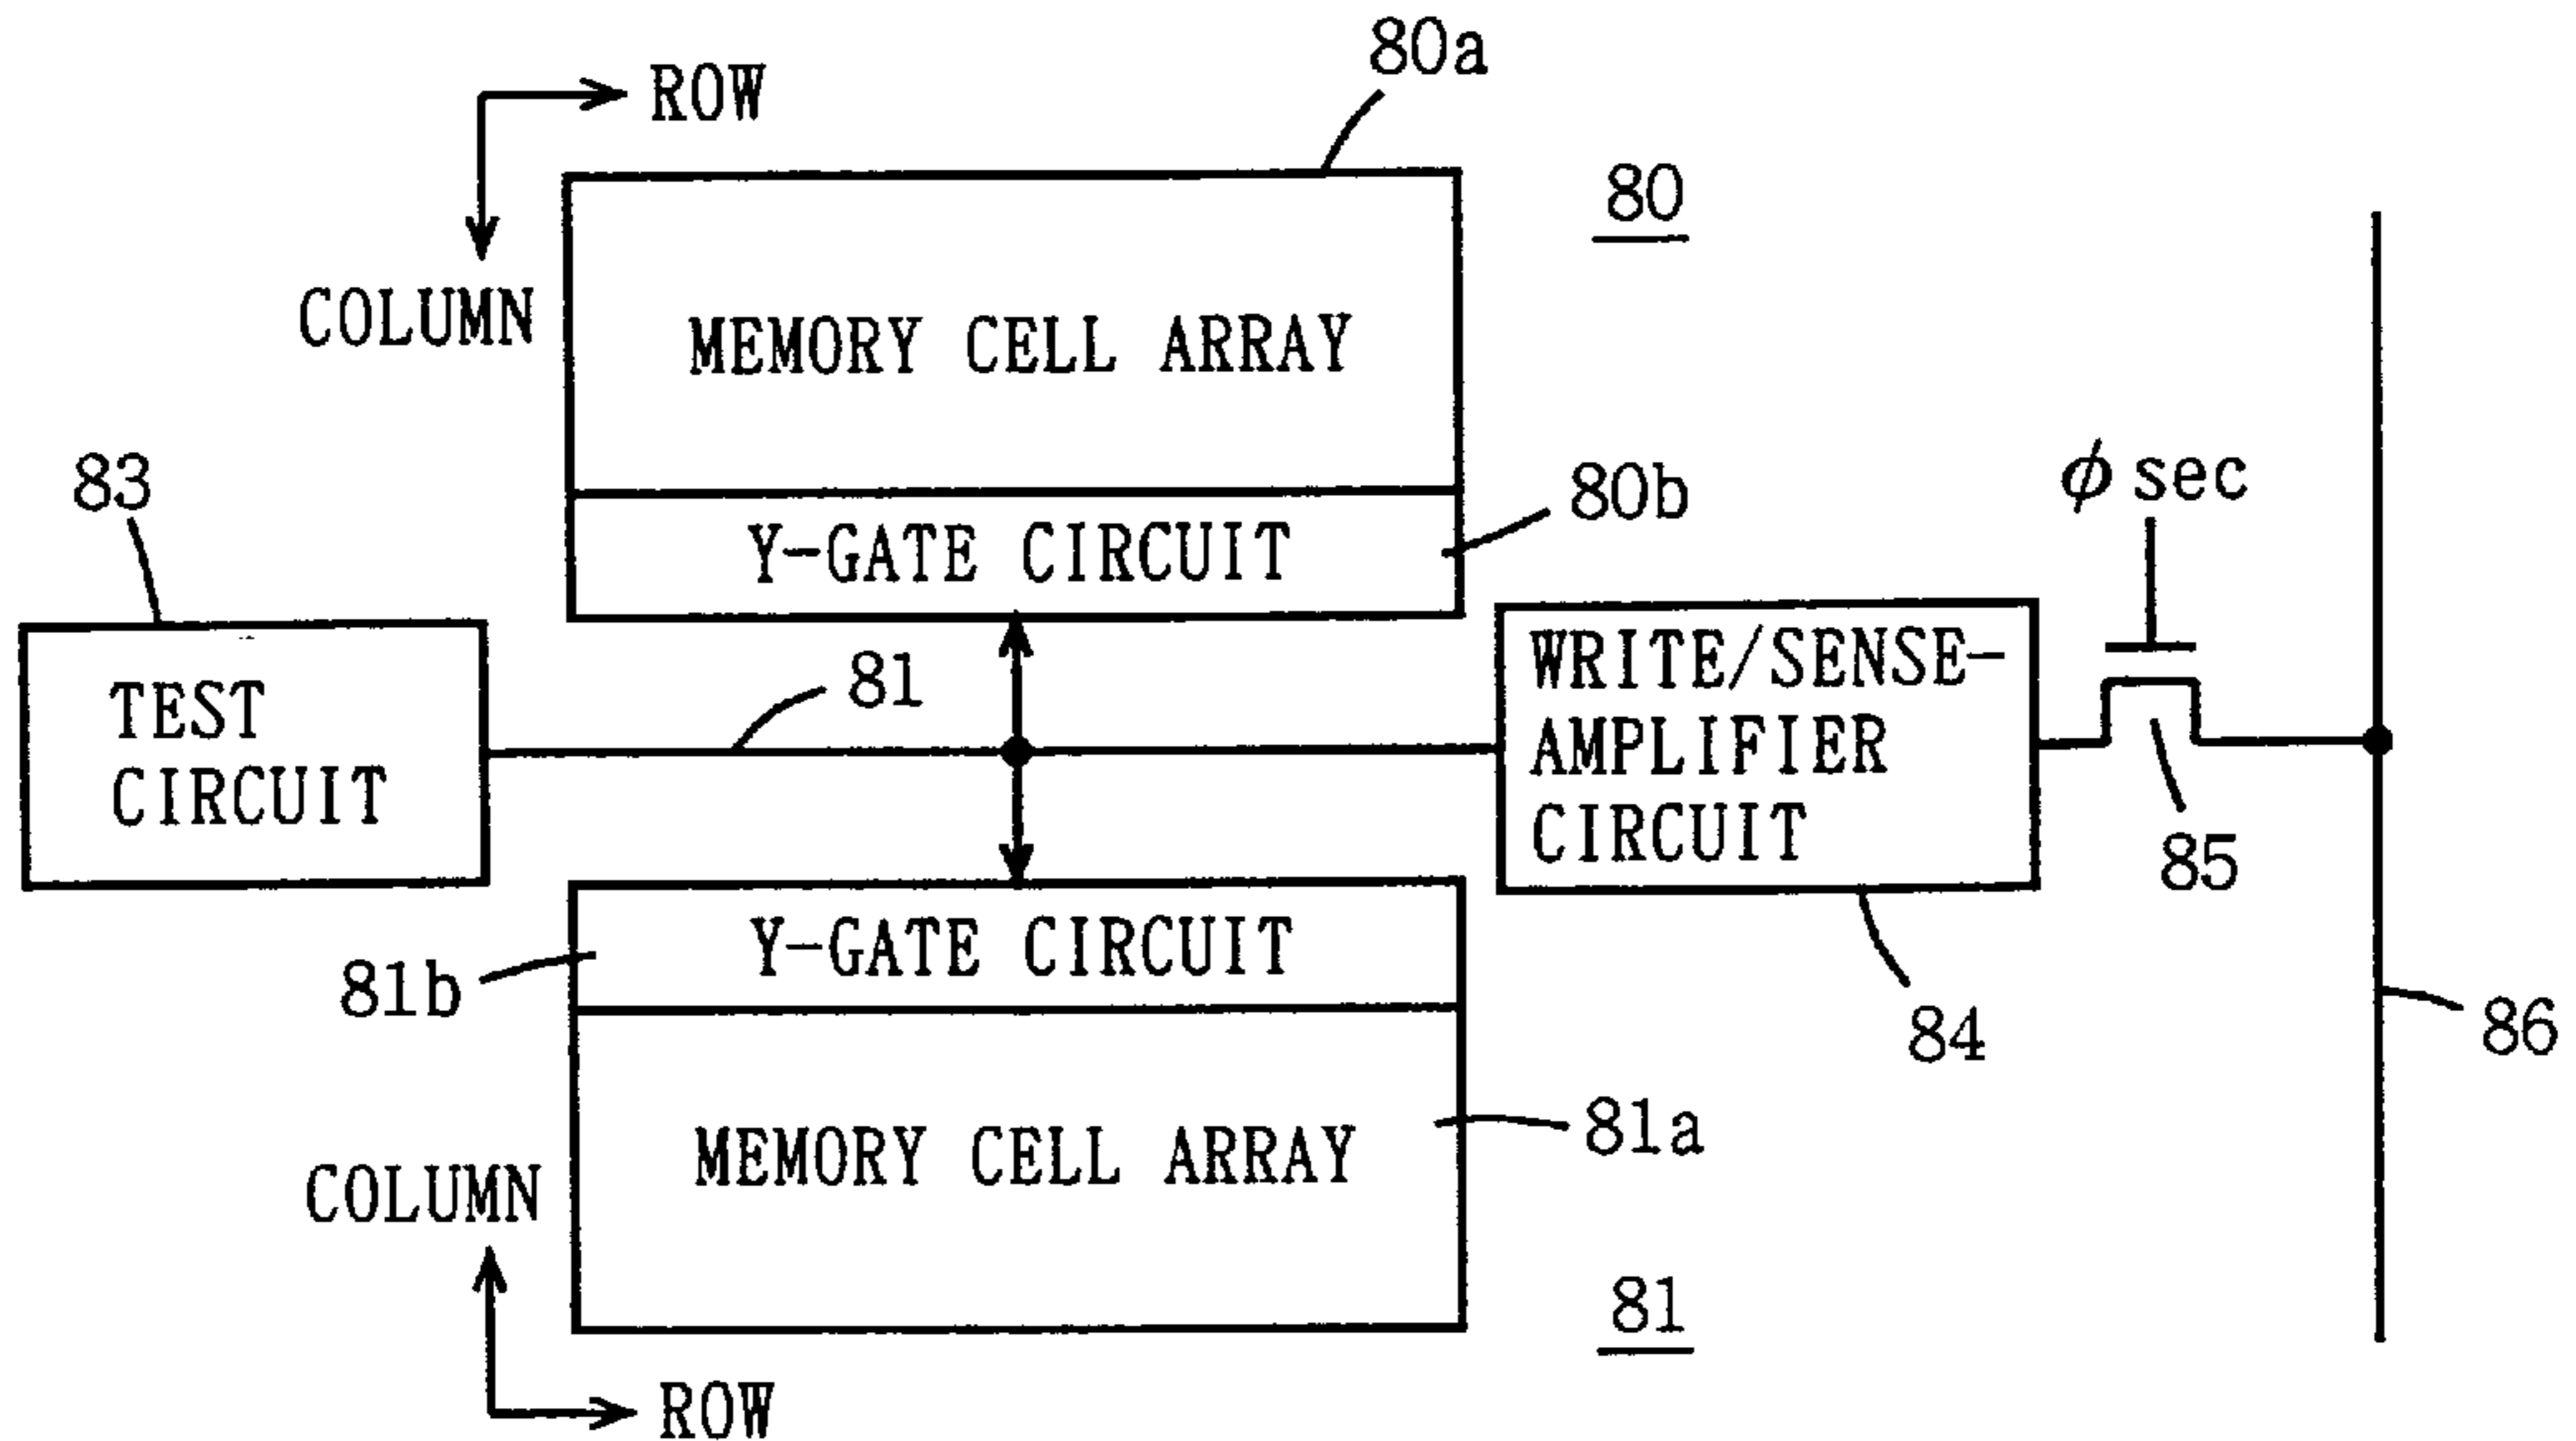 80a
ROW
80
COLUMN
MEMORY CELL ARRAY
83
80b
φ sec
Y-GATE CIRCUIT
TEST
CIRCUIT
81
WRITE/SENSE-
AMPLIFIER
CIRCUIT
85
Y-GATE CIRCUIT
81b
84
86
81a
MEMORY CELL ARRAY
COLUMN
81
ROW